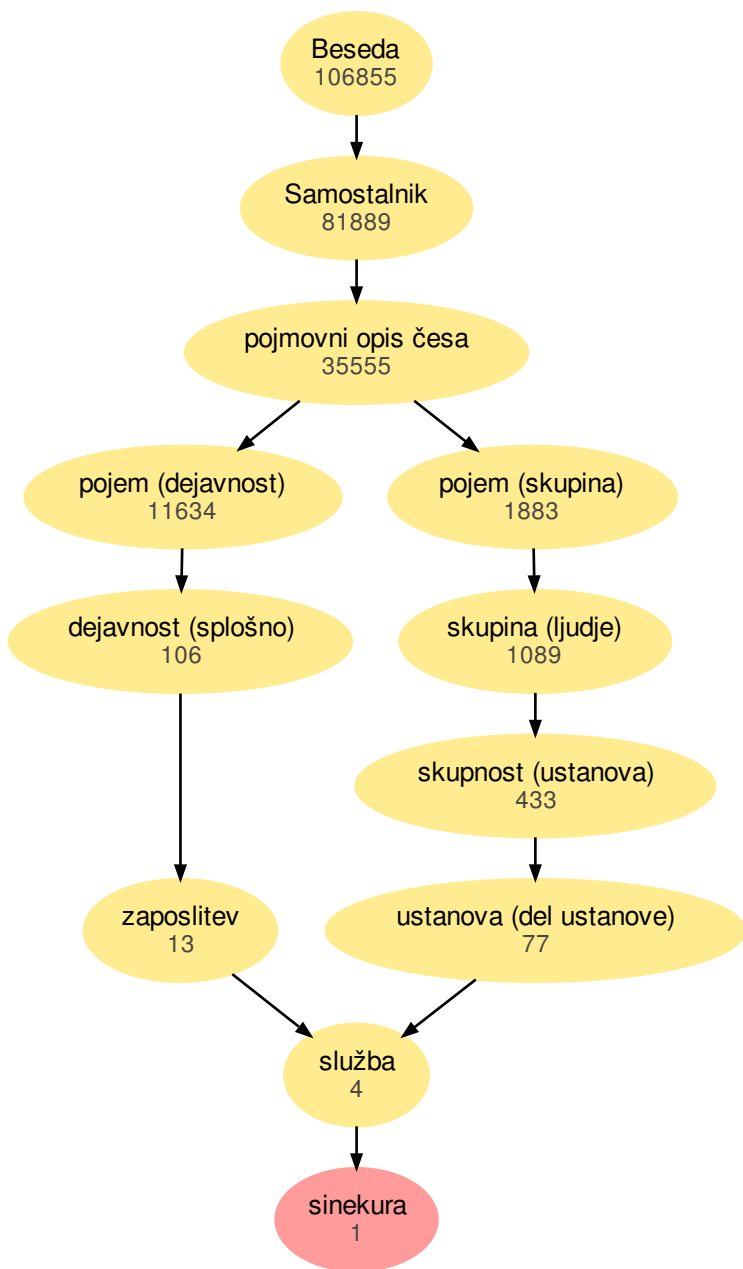 Beseda
106855
Samostalnik
81889
pojmovni opis česa
35555
pojem (dejavnost)
11634
pojem (skupina)
1883
dejavnost (splošno)
106
skupina (ljudje)
1089
skupnost (ustanova)
433
zaposlitev
13
ustanova (del ustanove)
77
služba
4
sinekura
1